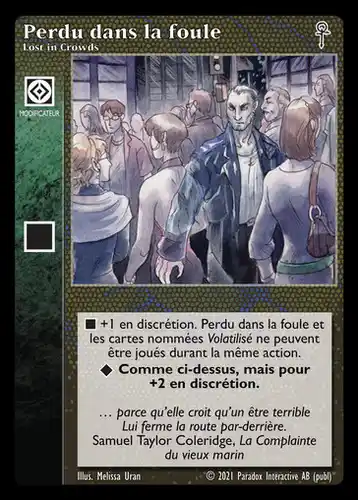 Perdu dans la foule
Lost in Crowds
MODIFICATEUR
+1 en discrétion. Perdu dans la foule et
les cartes nommées Volatilisé ne peuvent
être joués durant la même action.
Comme ci-dessus, mais pour
+2 en discrétion.
… parce qu'elle croit qu'un être terrible
Lui ferme la route par-derrière.
Samuel Taylor Coleridge, La Complainte
du vieux marin
Illus. Melissa Uran
© 2021 Paradox Interactive AB (publ)